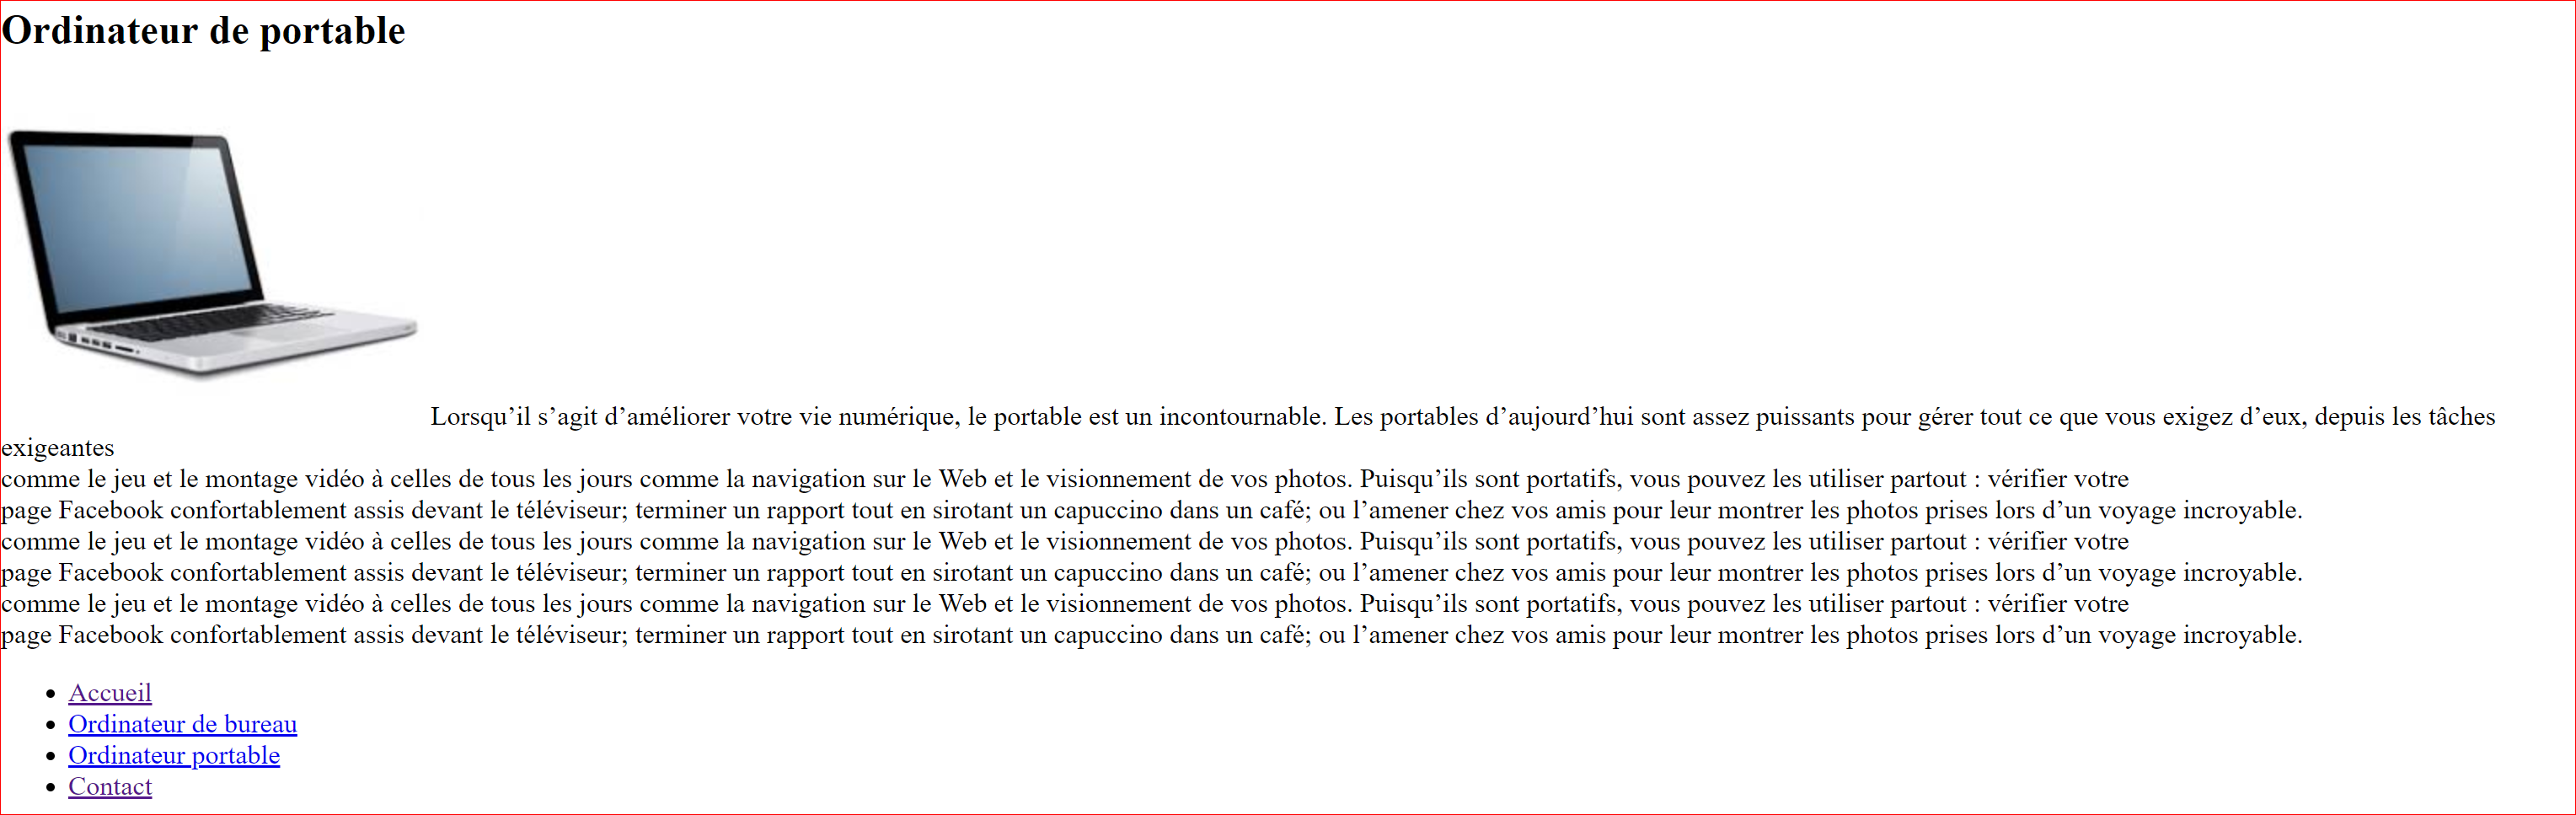 Ordinateur de portable
Lorsqu’il s’agit d’améliorer votre vie numérique, le portable est un incontournable. Les portables d’aujourd’hui sont assez puissants pour gérer tout ce que vous exigez d’eux, depuis les tâches
exigeantes
comme le jeu et le montage vidéo à celles de tous les jours comme la navigation sur le Web et le visionnement de vos photos. Puisqu’ils sont portatifs, vous pouvez les utiliser partout : vérifier votre
page Facebook confortablement assis devant le téléviseur; terminer un rapport tout en sirotant un capuccino dans un café; ou l’amener chez vos amis pour leur montrer les photos prises lors d’un voyage incroyable.
comme le jeu et le montage vidéo à celles de tous les jours comme la navigation sur le Web et le visionnement de vos photos. Puisqu’ils sont portatifs, vous pouvez les utiliser partout : vérifier votre
page Facebook confortablement assis devant le téléviseur; terminer un rapport tout en sirotant un capuccino dans un café; ou l’amener chez vos amis pour leur montrer les photos prises lors d’un voyage incroyable.
comme le jeu et le montage vidéo à celles de tous les jours comme la navigation sur le Web et le visionnement de vos photos. Puisqu’ils sont portatifs, vous pouvez les utiliser partout : vérifier votre
page Facebook confortablement assis devant le téléviseur; terminer un rapport tout en sirotant un capuccino dans un café; ou l’amener chez vos amis pour leur montrer les photos prises lors d’un voyage incroyable.
• Accueil
• Ordinateur de bureau
• Ordinateur portable
• Contact